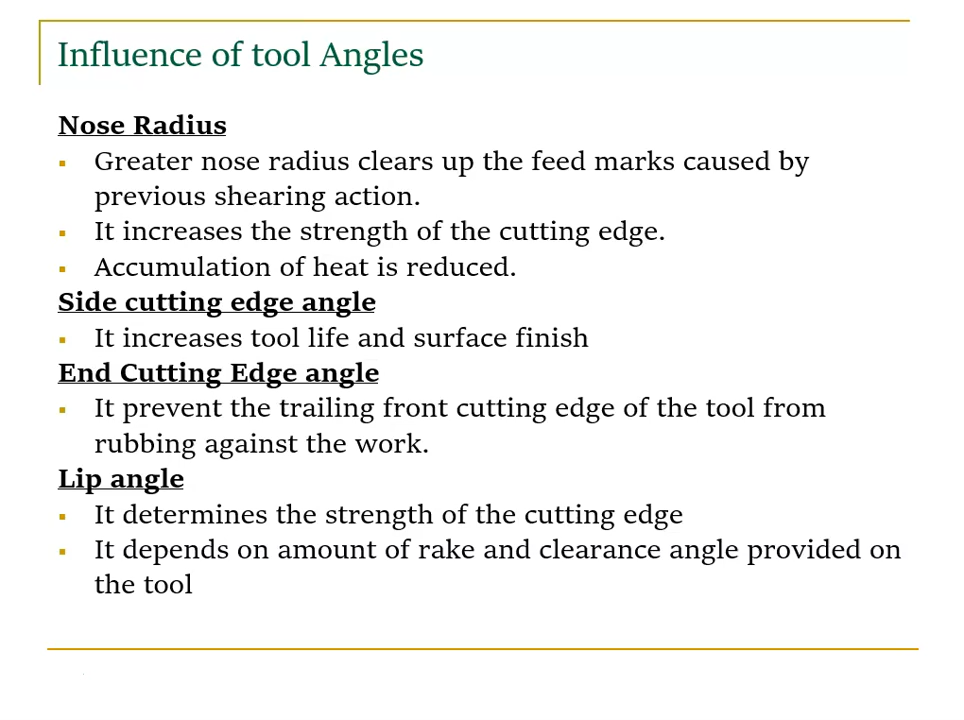 Influence of tool Angles
Nose Radius
▪ Greater nose radius clears up the feed marks caused by
previous shearing action.
▪ It increases the strength of the cutting edge.
▪ Accumulation of heat is reduced.
Side cutting edge angle
▪ It increases tool life and surface finish
End Cutting Edge angle
▪ It prevent the trailing front cutting edge of the tool from
rubbing against the work.
Lip angle
▪ It determines the strength of the cutting edge
▪ It depends on amount of rake and clearance angle provided on
the tool